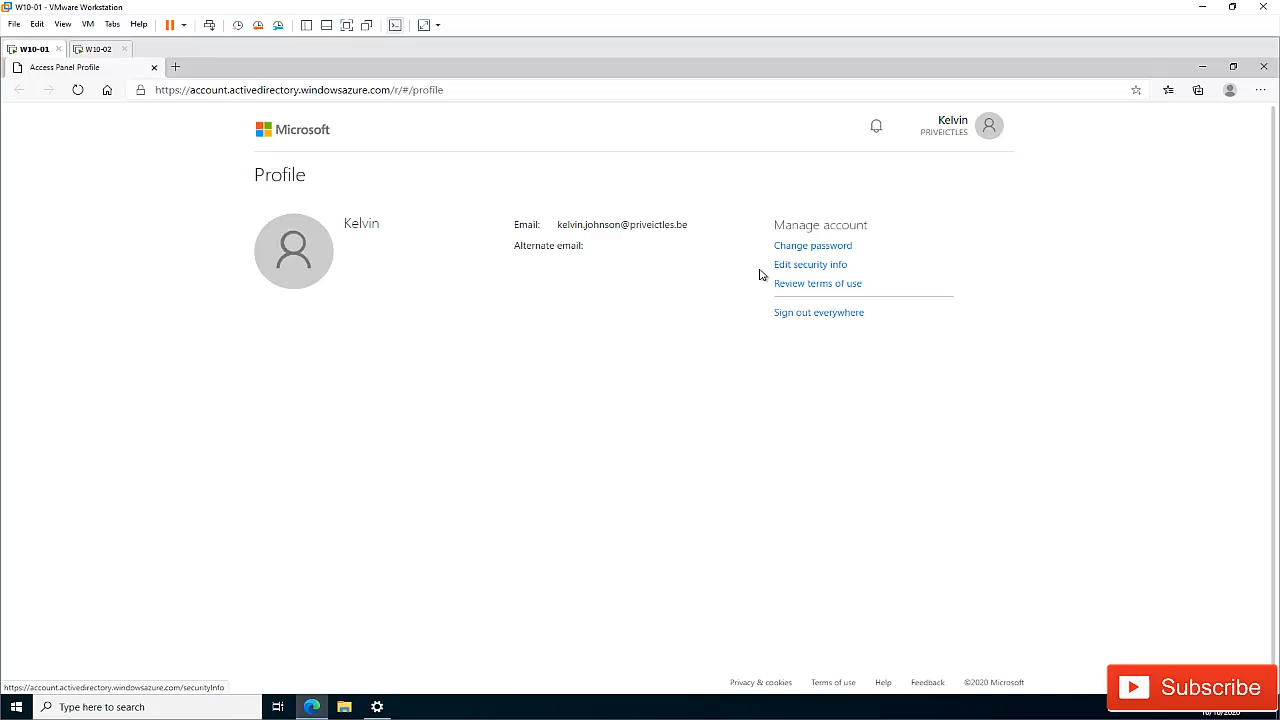 W10-01 - VMware Workstation
File Edit View VM Tabs Help
W10-01 W10-02
Access Panel Profile
https://account.activedirectory.windowsazure.com/r/#/profile
Microsoft
Kelvin
PRIVEICTLES
Profile
Kelvin
Email: kelvin.johnson@priveictles.be
Alternate email:
Manage account
Change password
Edit security info
Review terms of use
Sign out everywhere
Privacy & cookies Terms of use Help Feedback ©2020 Microsoft
https://account.activedirectory.windowsazure.com/securityInfo
Subscribe
Type here to search